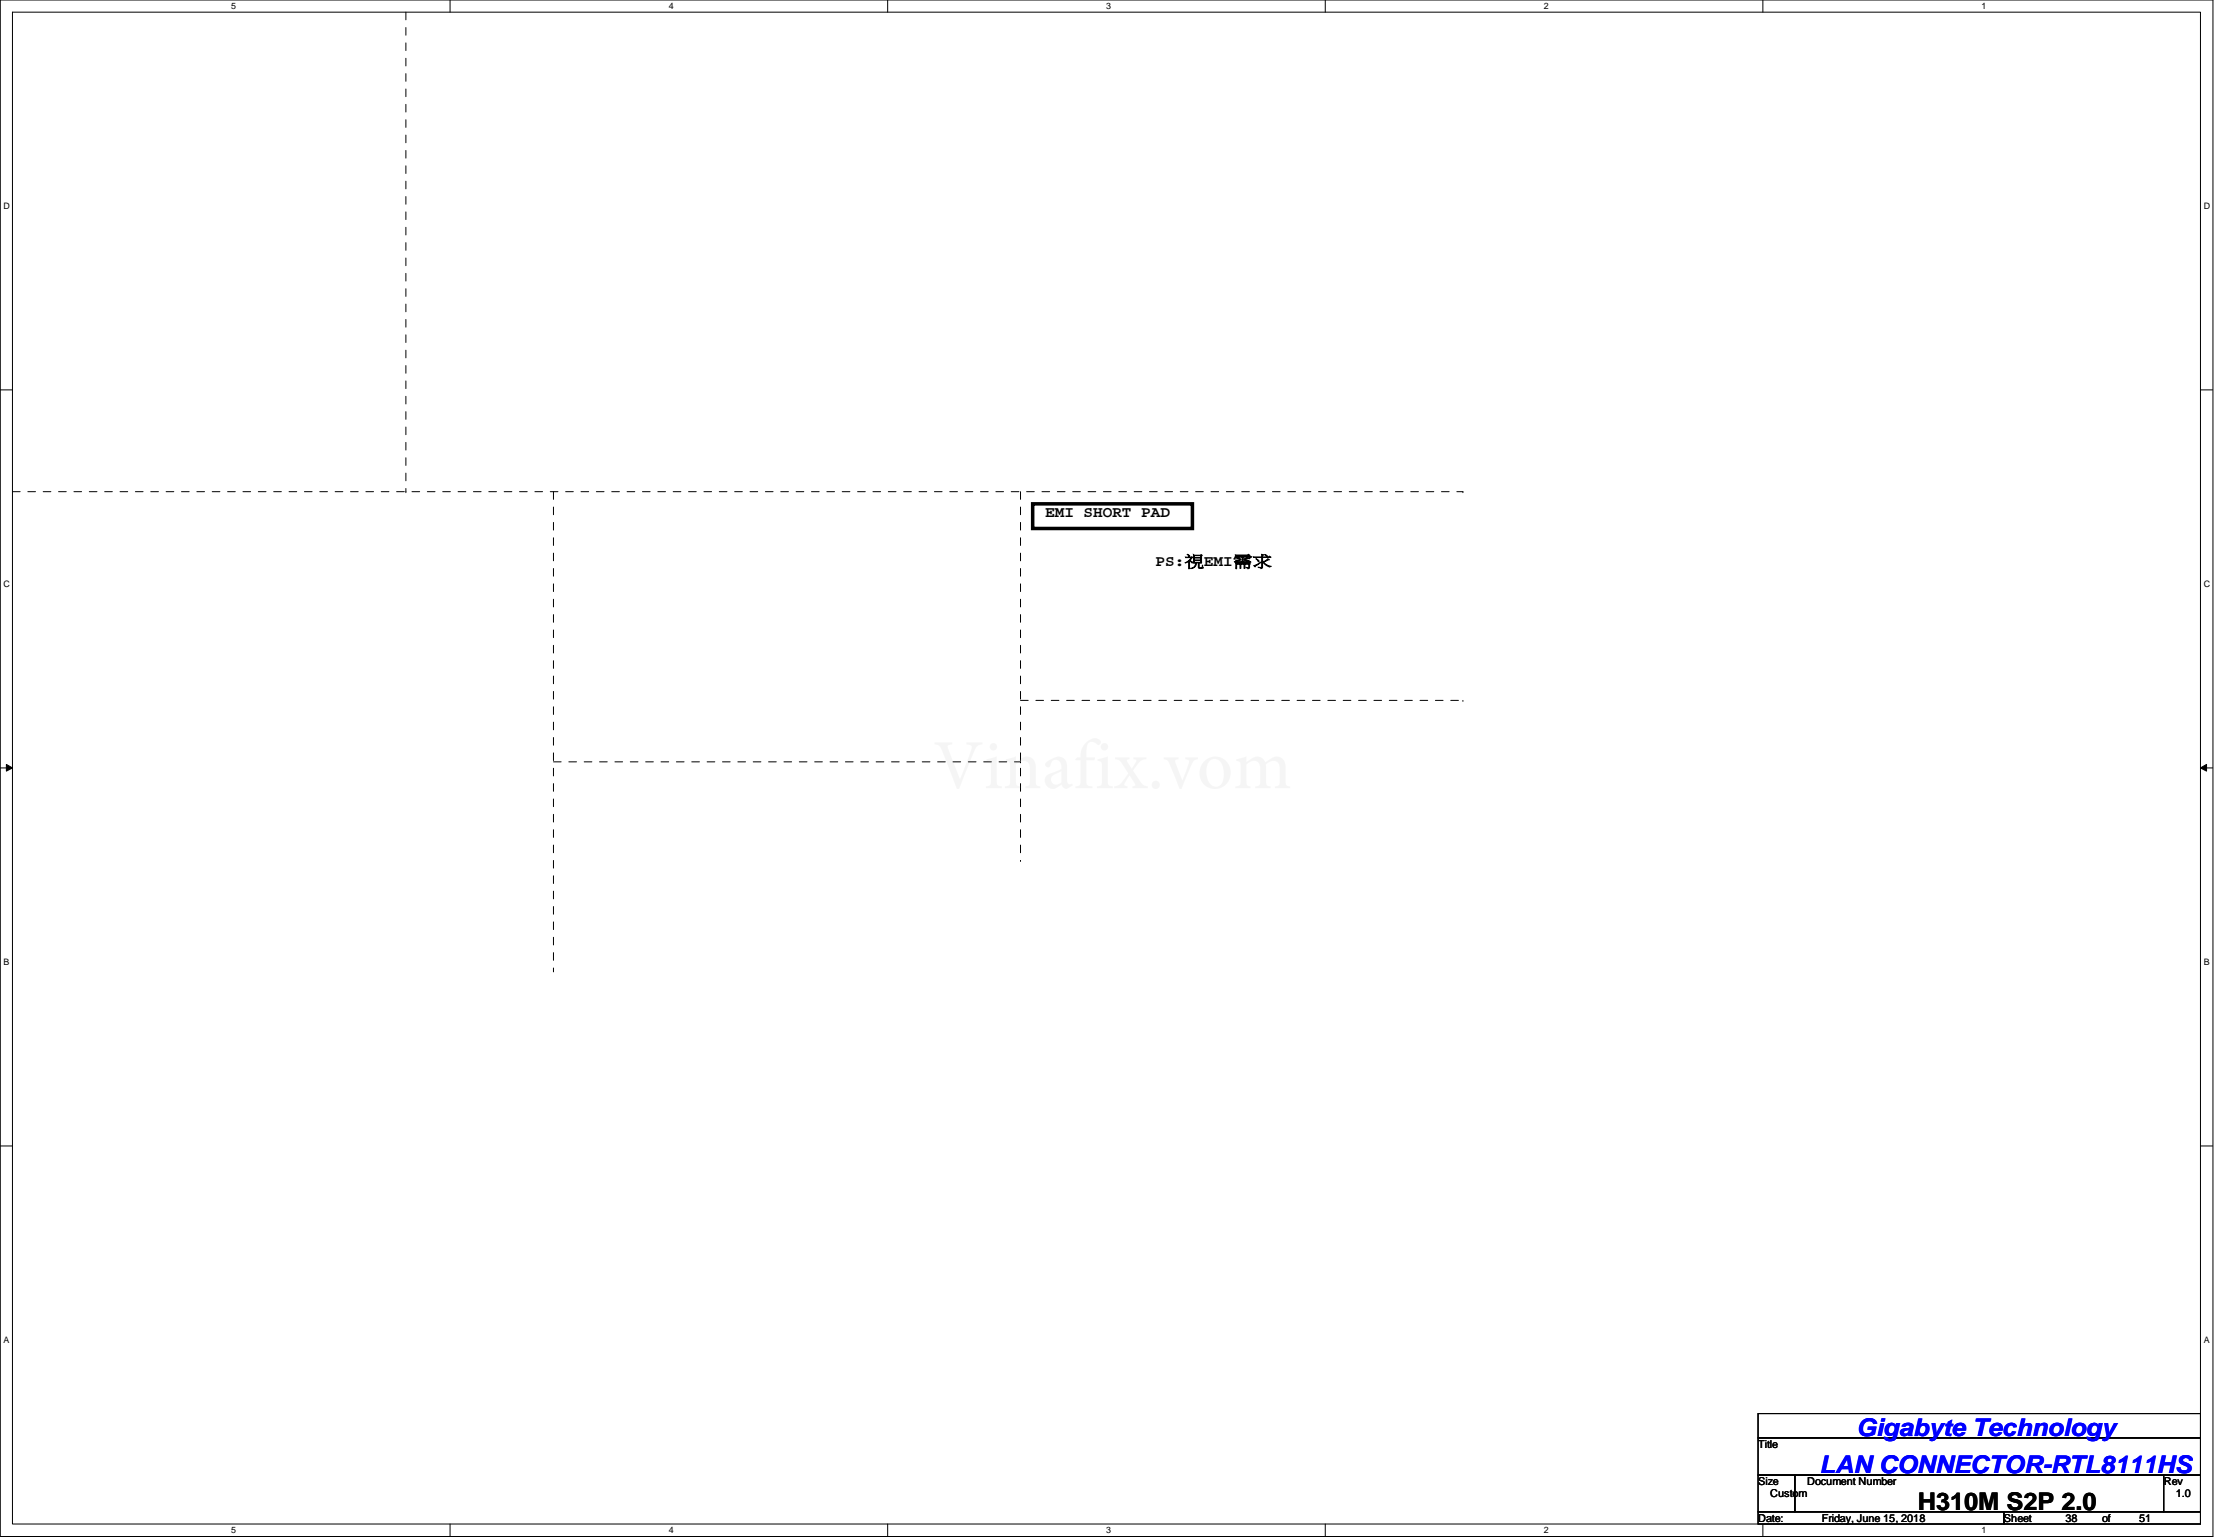 5 4 3 2 1
D D
EMI SHORT PAD
PS:視EMI需求
C C
Vinafix.vom
B B
A A
Gigabyte Technology
Title
LAN CONNECTOR-RTL8111HS
Size Document Number Rev
Custom H310M S2P 2.0 1.0
Date: Friday, June 15, 2018 Sheet 38 of 51
5 4 3 2 1